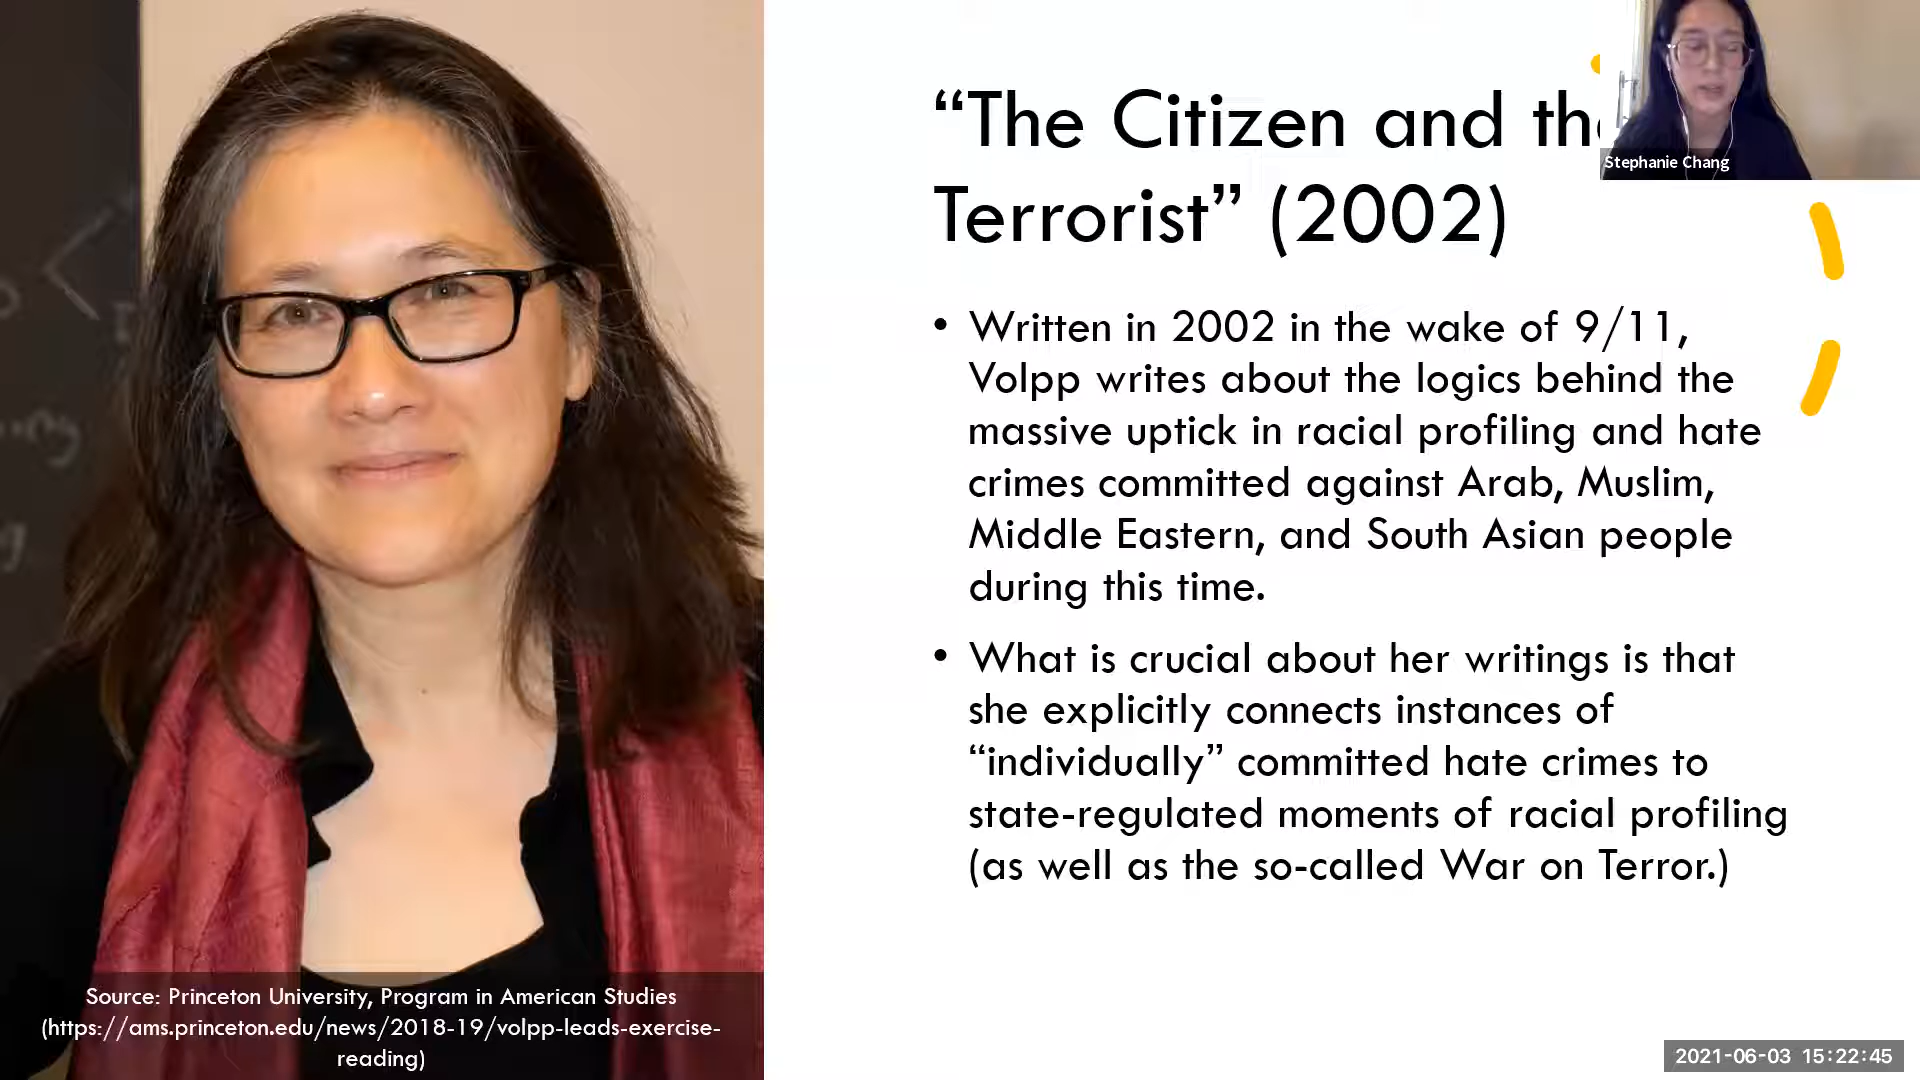 “The Citizen and the
Terrorist” (2002)
• Written in 2002 in the wake of 9/11,
Volpp writes about the logics behind the
massive uptick in racial profiling and hate
crimes committed against Arab, Muslim,
Middle Eastern, and South Asian people
during this time.
• What is crucial about her writings is that
she explicitly connects instances of
“individually” committed hate crimes to
state-regulated moments of racial profiling
(as well as the so-called War on Terror.)
Stephanie Chang
Source: Princeton University, Program in American Studies
(https://ams.princeton.edu/news/2018-19/volpp-leads-exercise-
reading)
2021-06-03 15:22:45